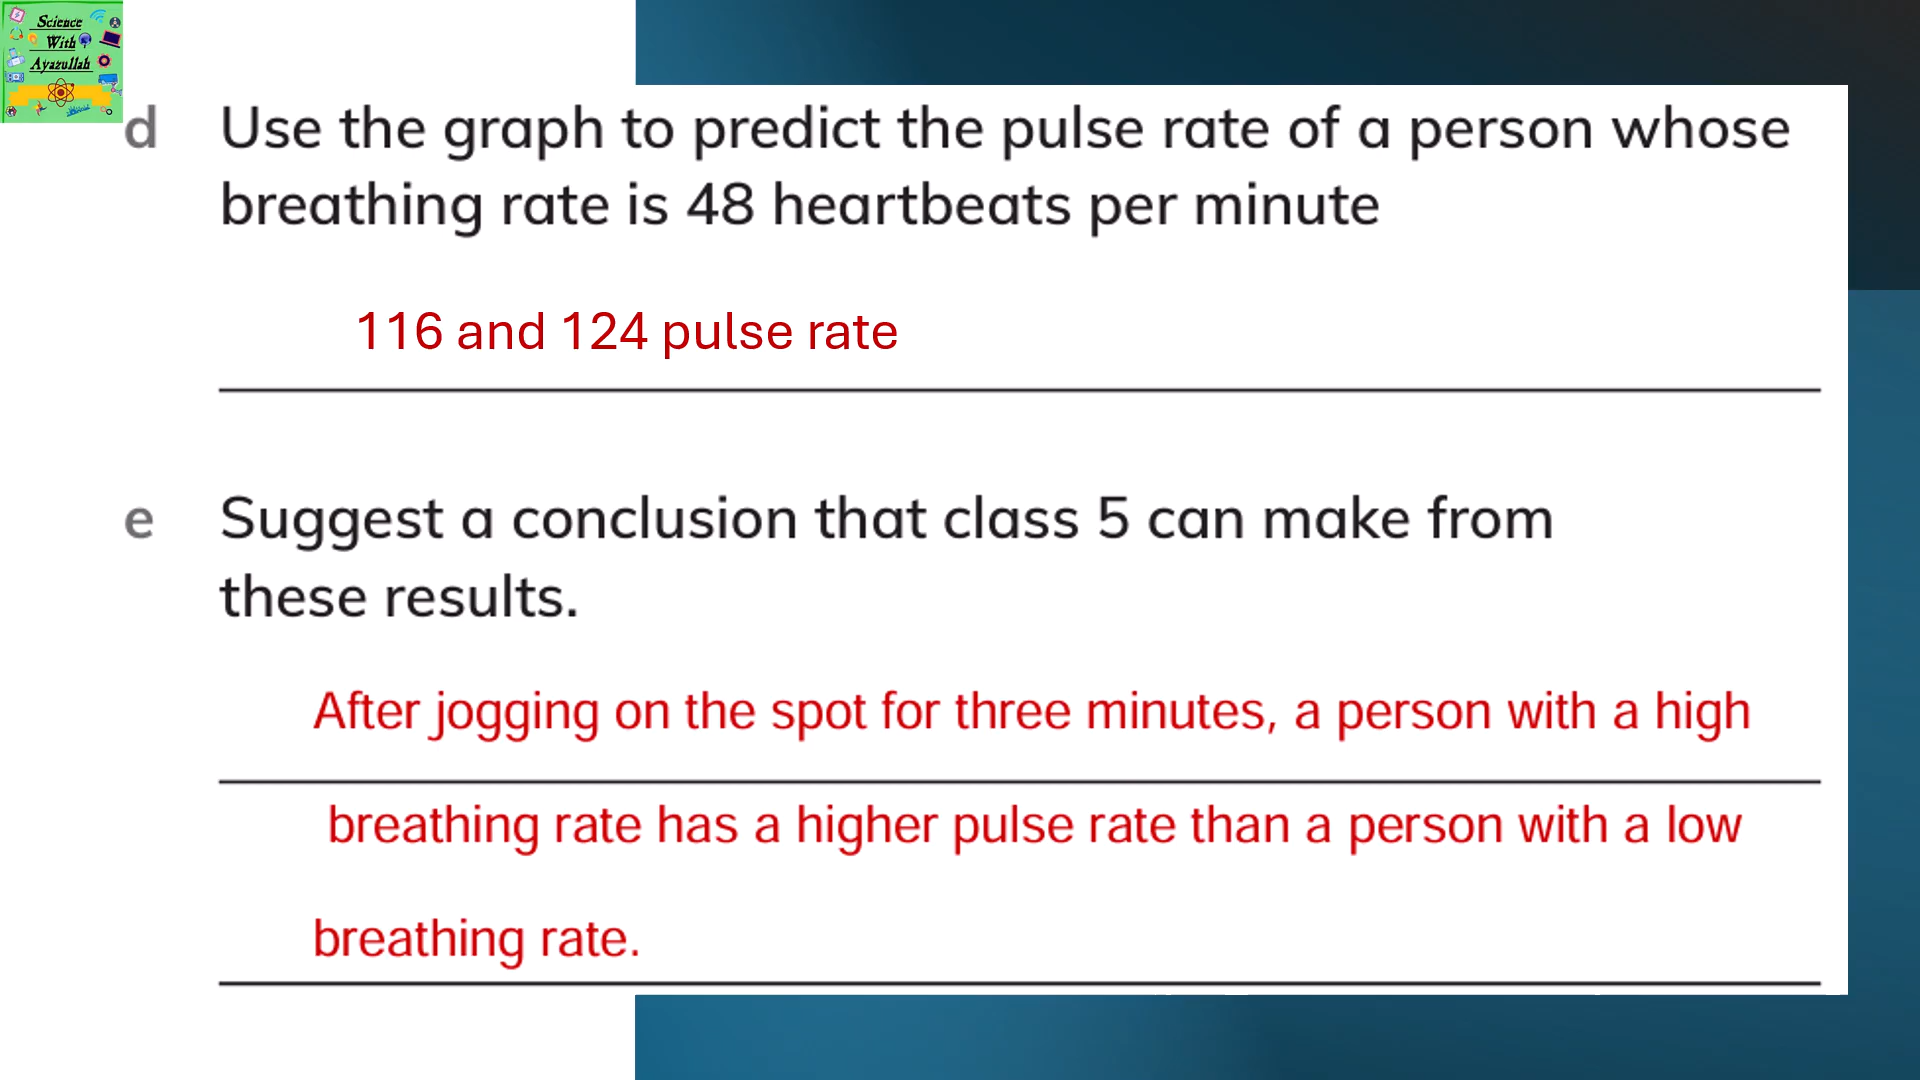 Science
With
Ayazullah
d Use the graph to predict the pulse rate of a person whose
breathing rate is 48 heartbeats per minute
116 and 124 pulse rate
e Suggest a conclusion that class 5 can make from
these results.
After jogging on the spot for three minutes, a person with a high
breathing rate has a higher pulse rate than a person with a low
breathing rate.